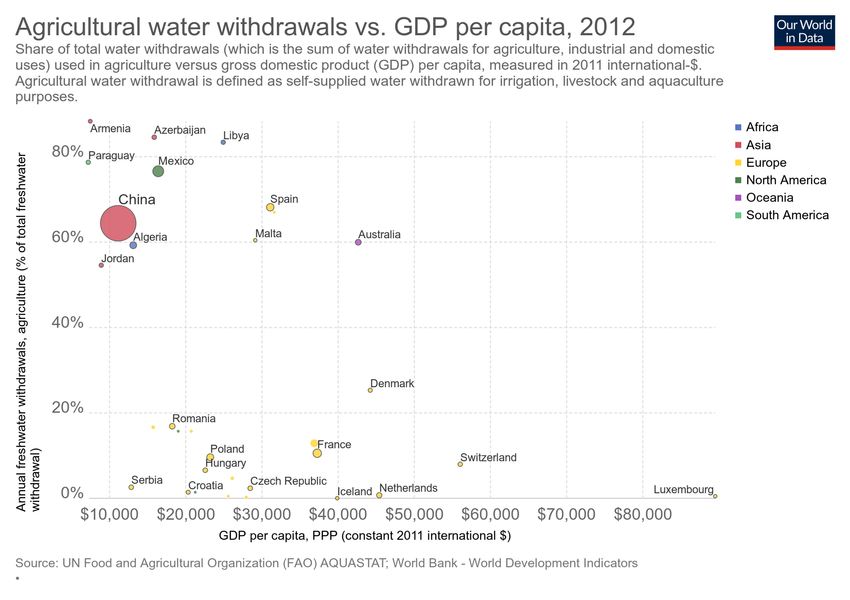 Agricultural water withdrawals vs. GDP per capita, 2012
Our World
in Data
Share of total water withdrawals (which is the sum of water withdrawals for agriculture, industrial and domestic
uses) used in agriculture versus gross domestic product (GDP) per capita, measured in 2011 international-$.
Agricultural water withdrawal is defined as self-supplied water withdrawn for irrigation, livestock and aquaculture
purposes.
Annual freshwater withdrawals, agriculture (% of total freshwater
withdrawal)
80%
60%
40%
20%
0%
Armenia
Azerbaijan
Libya
Paraguay
Mexico
China
Spain
Algeria
Malta
Australia
Jordan
Denmark
Romania
Poland
France
Hungary
Switzerland
Serbia
Croatia
Czech Republic
Iceland
Netherlands
Luxembourg
$10,000
$20,000
$30,000
$40,000
$50,000
$60,000
$70,000
$80,000
GDP per capita, PPP (constant 2011 international $)
Africa
Asia
Europe
North America
Oceania
South America
Source: UN Food and Agricultural Organization (FAO) AQUASTAT; World Bank - World Development Indicators
•